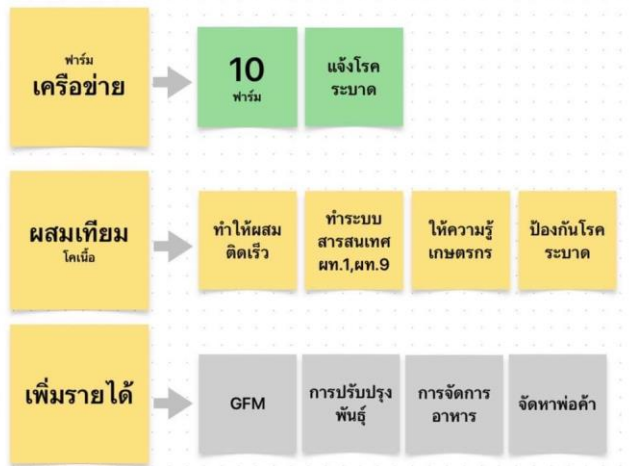 ฟาร์ม
เครือข่าย
10
ฟาร์ม
แจ้งโรค
ระบาด
ผสมเทียม
โคเนื้อ
ทำให้ผสม
ติดเร็ว
ทำระบบ
สารสนเทศ
ผท.1,ผท.9
ให้ความรู้
เกษตรกร
ป้องกันโรค
ระบาด
เพิ่มรายได้
GFM
การปรับปรุง
พันธุ์
การจัดการ
อาหาร
จัดหาพ่อค้า